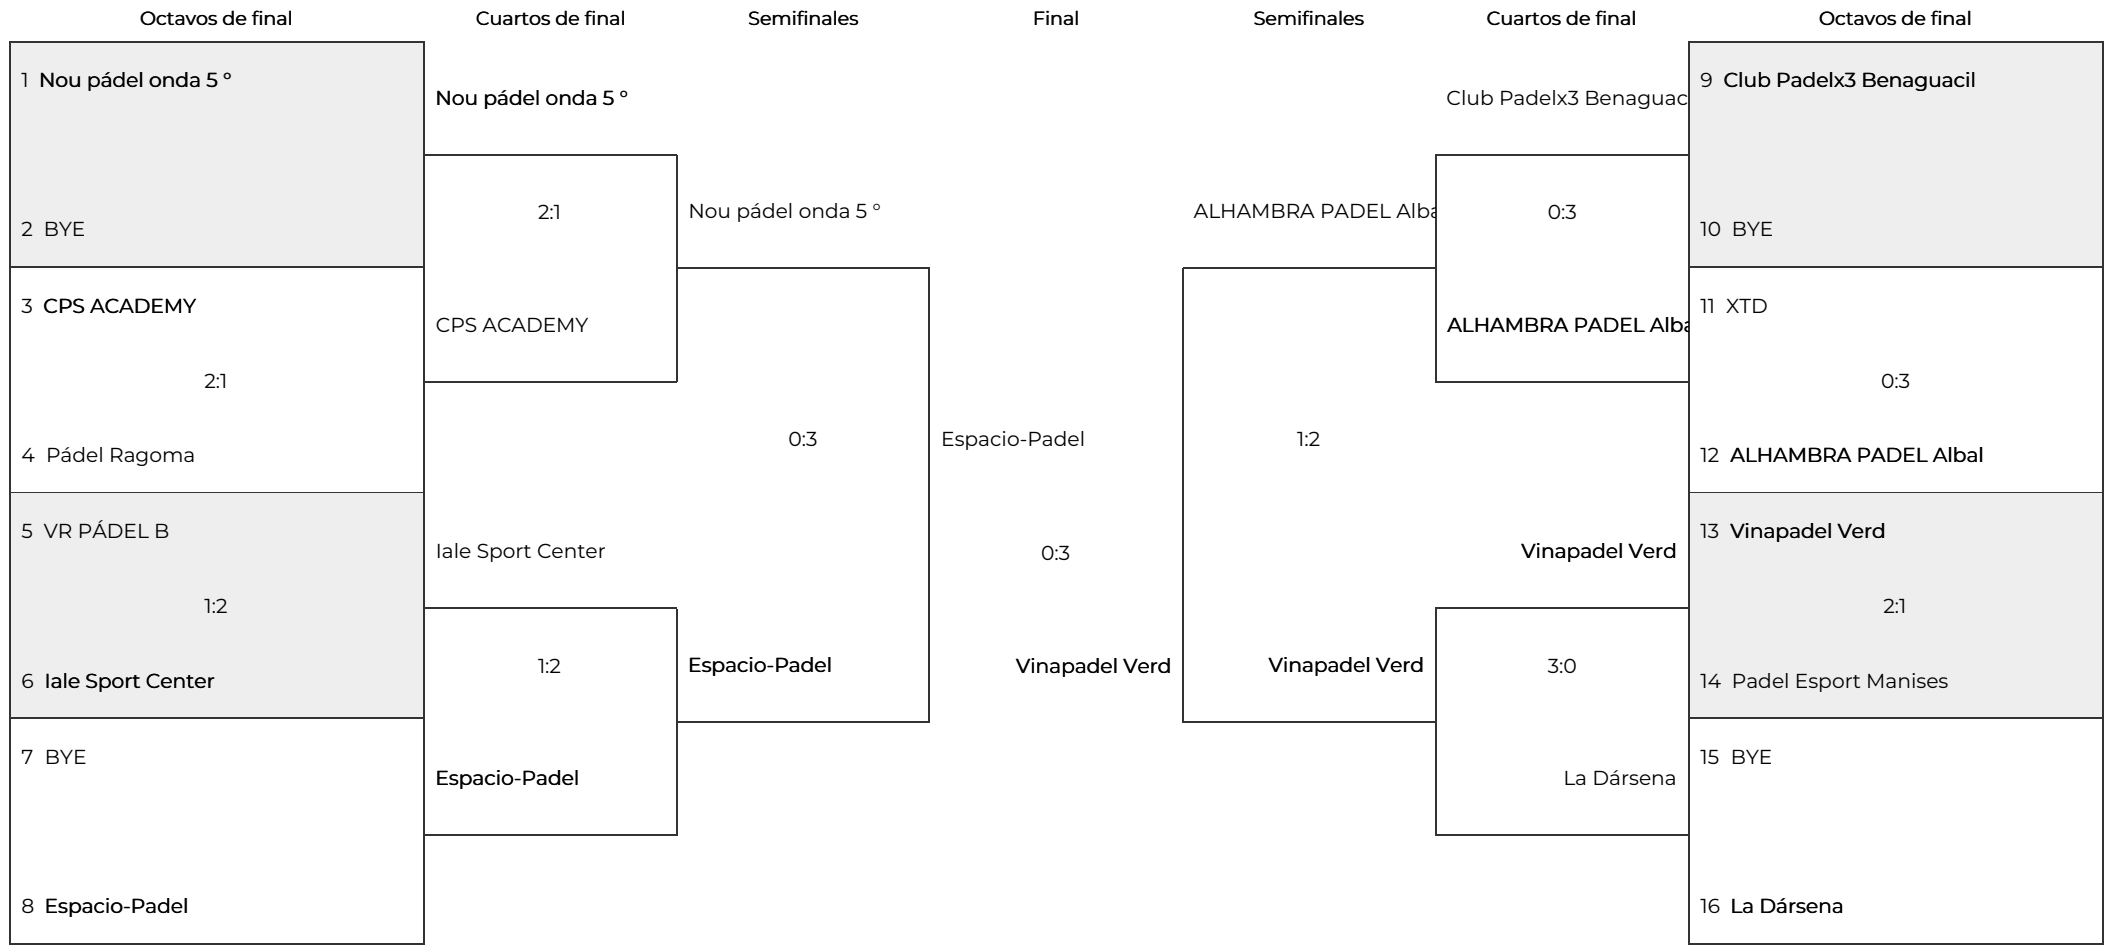 Octavos de final
Cuartos de final
Semifinales
Final
Semifinales
Cuartos de final
Octavos de final
1 Nou pádel onda 5 º
2 BYE
3 CPS ACADEMY
2:1
4 Pádel Ragoma
5 VR PÁDEL B
1:2
6 Iale Sport Center
7 BYE
8 Espacio-Padel
Nou pádel onda 5 º
2:1
CPS ACADEMY
Iale Sport Center
1:2
Espacio-Padel
Nou pádel onda 5 º
0:3
Espacio-Padel
Espacio-Padel
0:3
Vinapadel Verd
ALHAMBRA PADEL Alba
1:2
Vinapadel Verd
Club Padelx3 Benaguac
0:3
ALHAMBRA PADEL Alba
Vinapadel Verd
3:0
La Dársena
9 Club Padelx3 Benaguacil
10 BYE
11 XTD
0:3
12 ALHAMBRA PADEL Albal
13 Vinapadel Verd
2:1
14 Padel Esport Manises
15 BYE
16 La Dársena